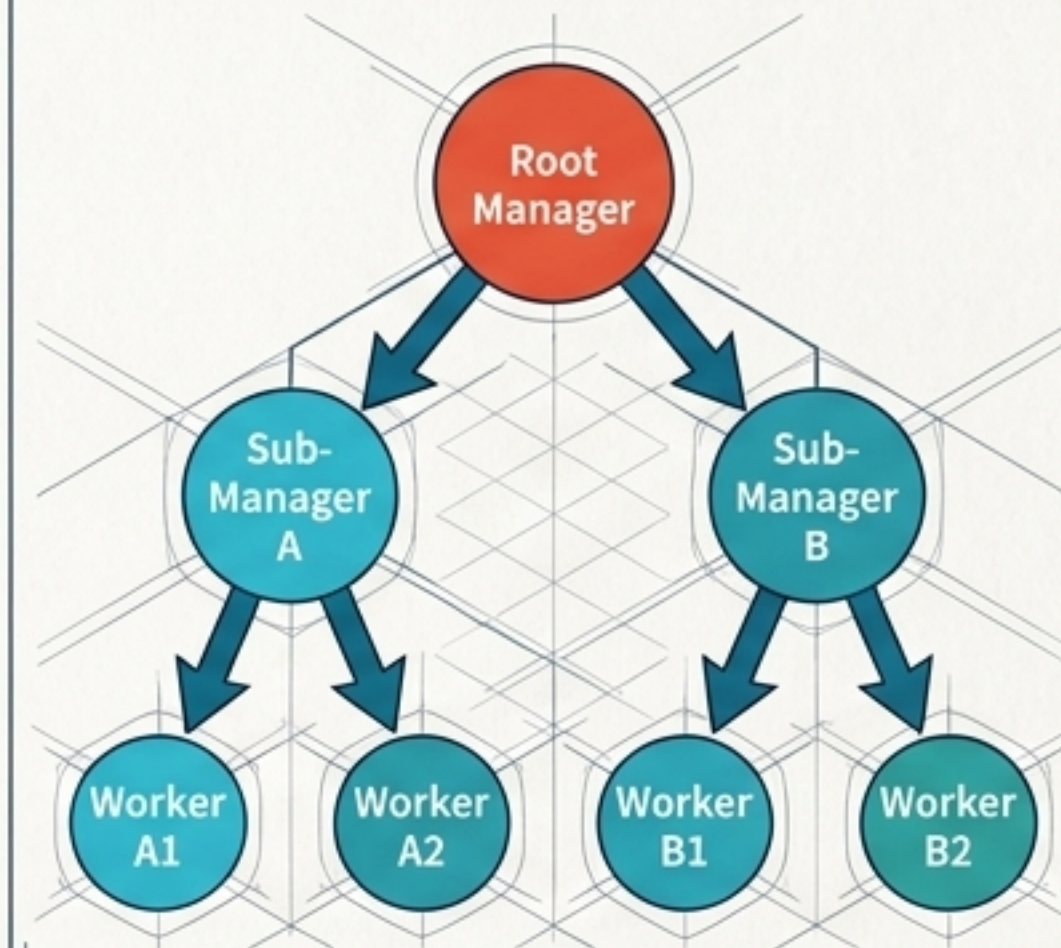 Root
Manager
Sub-
Manager
A
Sub-
Manager
B
Worker
A1
Worker
A2
Worker
B1
Worker
B2